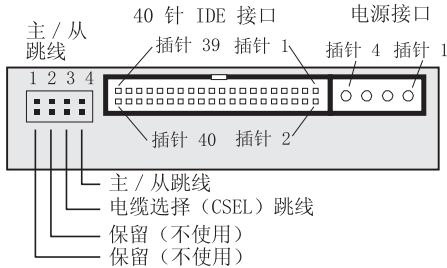 40 针 IDE 接口
电源接口
主/从
跳线
插针 39 插针 1
插针 4 插针 1
1 2 3 4
插针 40 插针 2
主/从跳线
电缆选择（CSEL）跳线
保留（不使用）
保留（不使用）